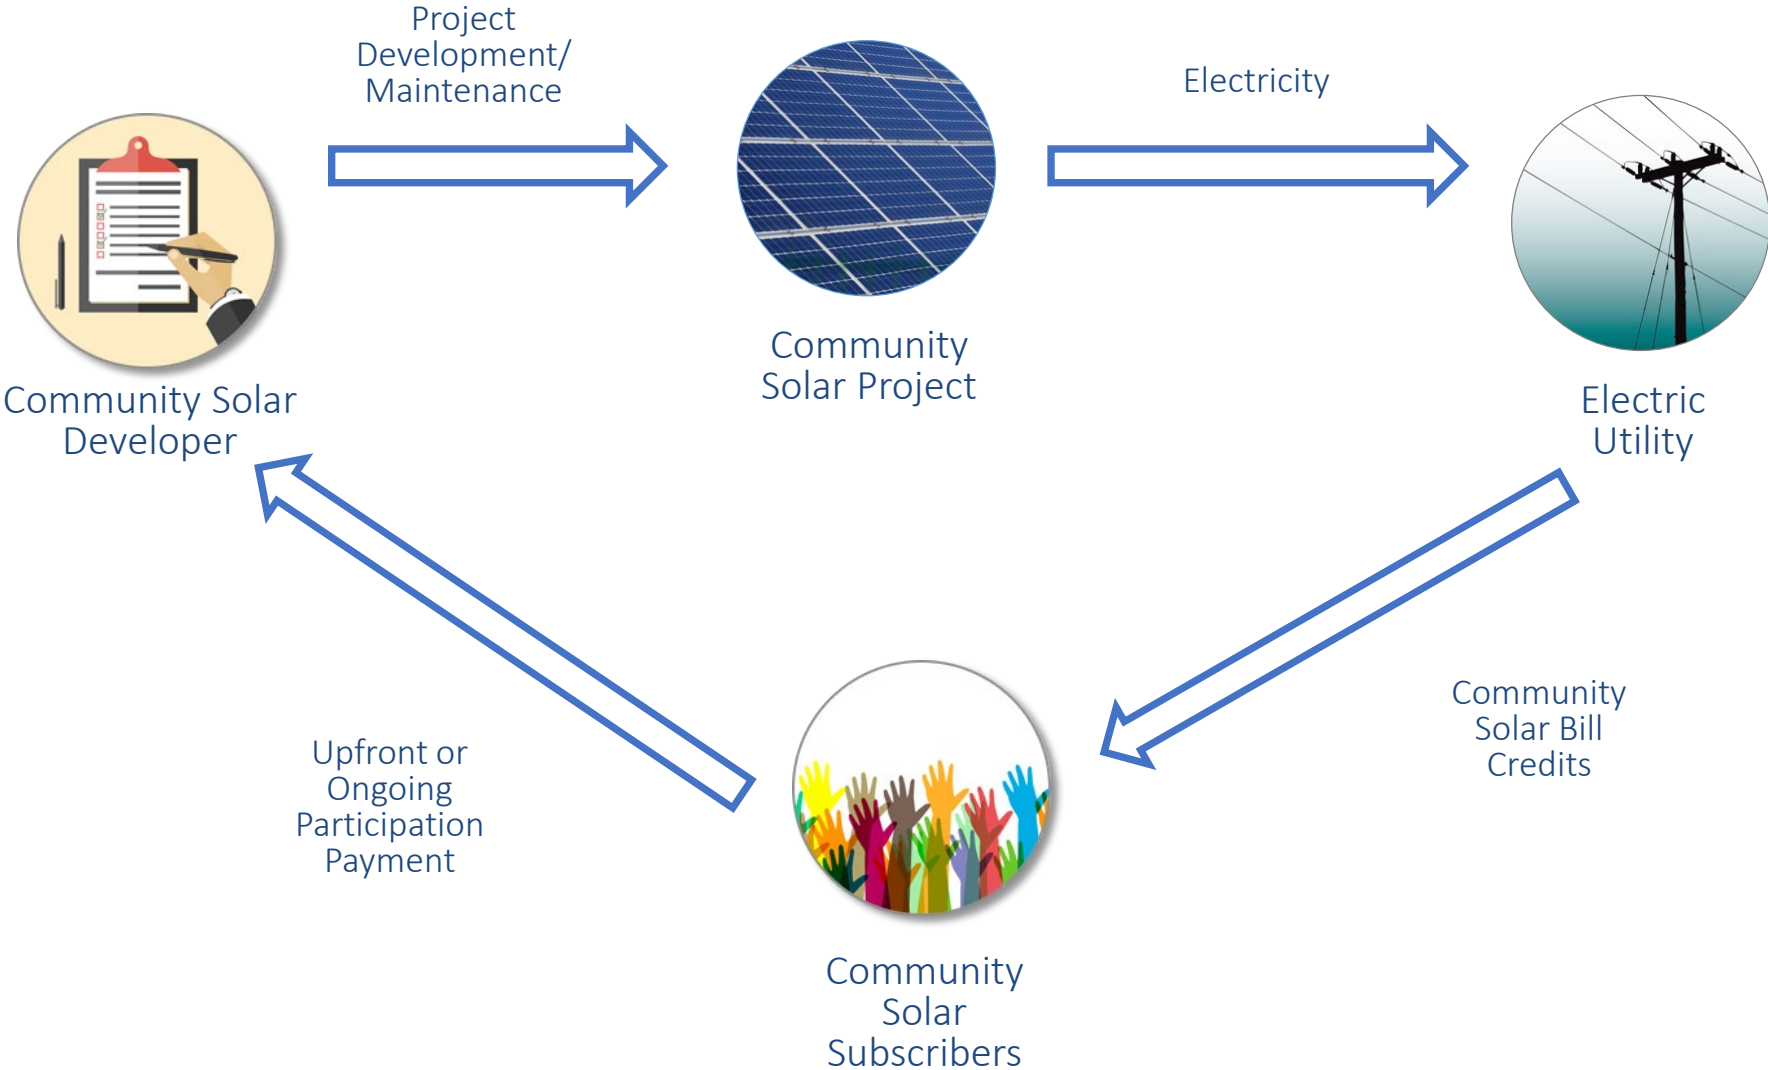 Project
Development/
Maintenance
Electricity
Community Solar
Developer
Community
Solar Project
Electric
Utility
Upfront or
Ongoing
Participation
Payment
Community
Solar Bill
Credits
Community
Solar
Subscribers